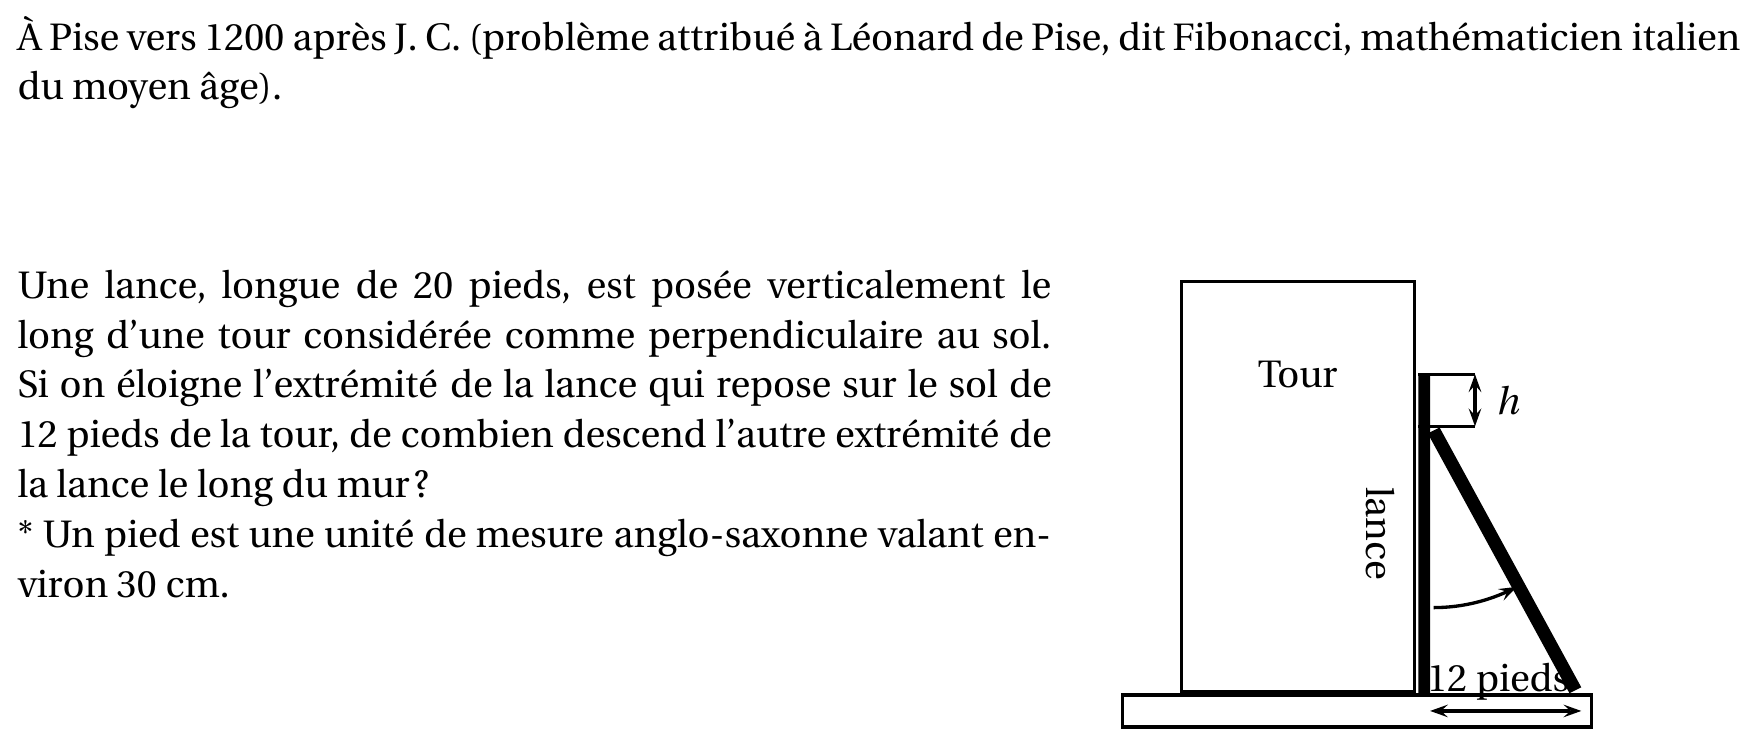 À Pise vers 1200 après J. C. (problème attribué à Léonard de Pise, dit Fibonacci, mathématicien italien
du moyen âge).
Une lance, longue de 20 pieds, est posée verticalement le
long d’une tour considérée comme perpendiculaire au sol.
Si on éloigne l’extrémité de la lance qui repose sur le sol de
12 pieds de la tour, de combien descend l’autre extrémité de
la lance le long du mur ?
* Un pied est une unité de mesure anglo-saxonne valant en-
viron 30 cm.
Tour
h
lance
12 pieds